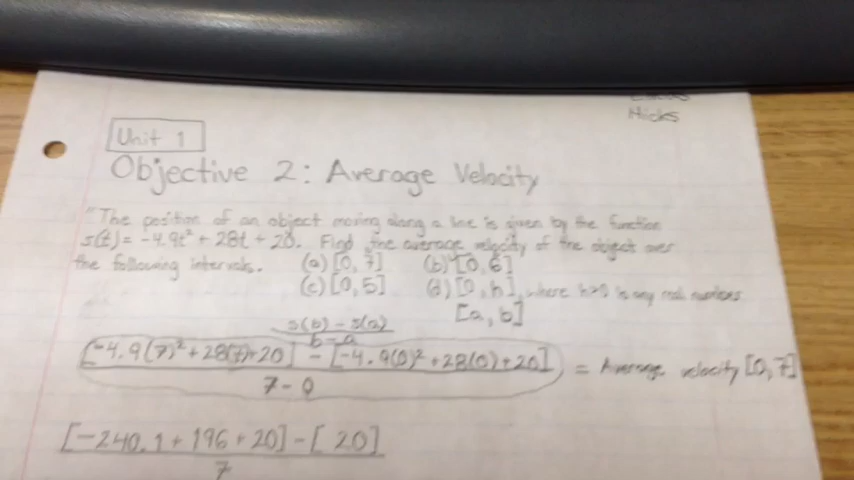 Hicks
Unit 1
Objective 2: Average Velocity
"The position of an object moving along a line is given by the function
s(t) = -4.9t² + 28t + 20. Find the average velocity of the object over
the following intervals. (a) [0, 7] (b) [0, 6]
(c) [0, 5] (d) [0, h], where h>0 is any real number.
[a, b]
s(b) - s(a)
b - a
[-4.9(7)² + 28(7) + 20] - [-4.9(0)² + 28(0) + 20] = Average velocity [0, 7]
7 - 0
[-240.1 + 196 + 20] - [20]
7